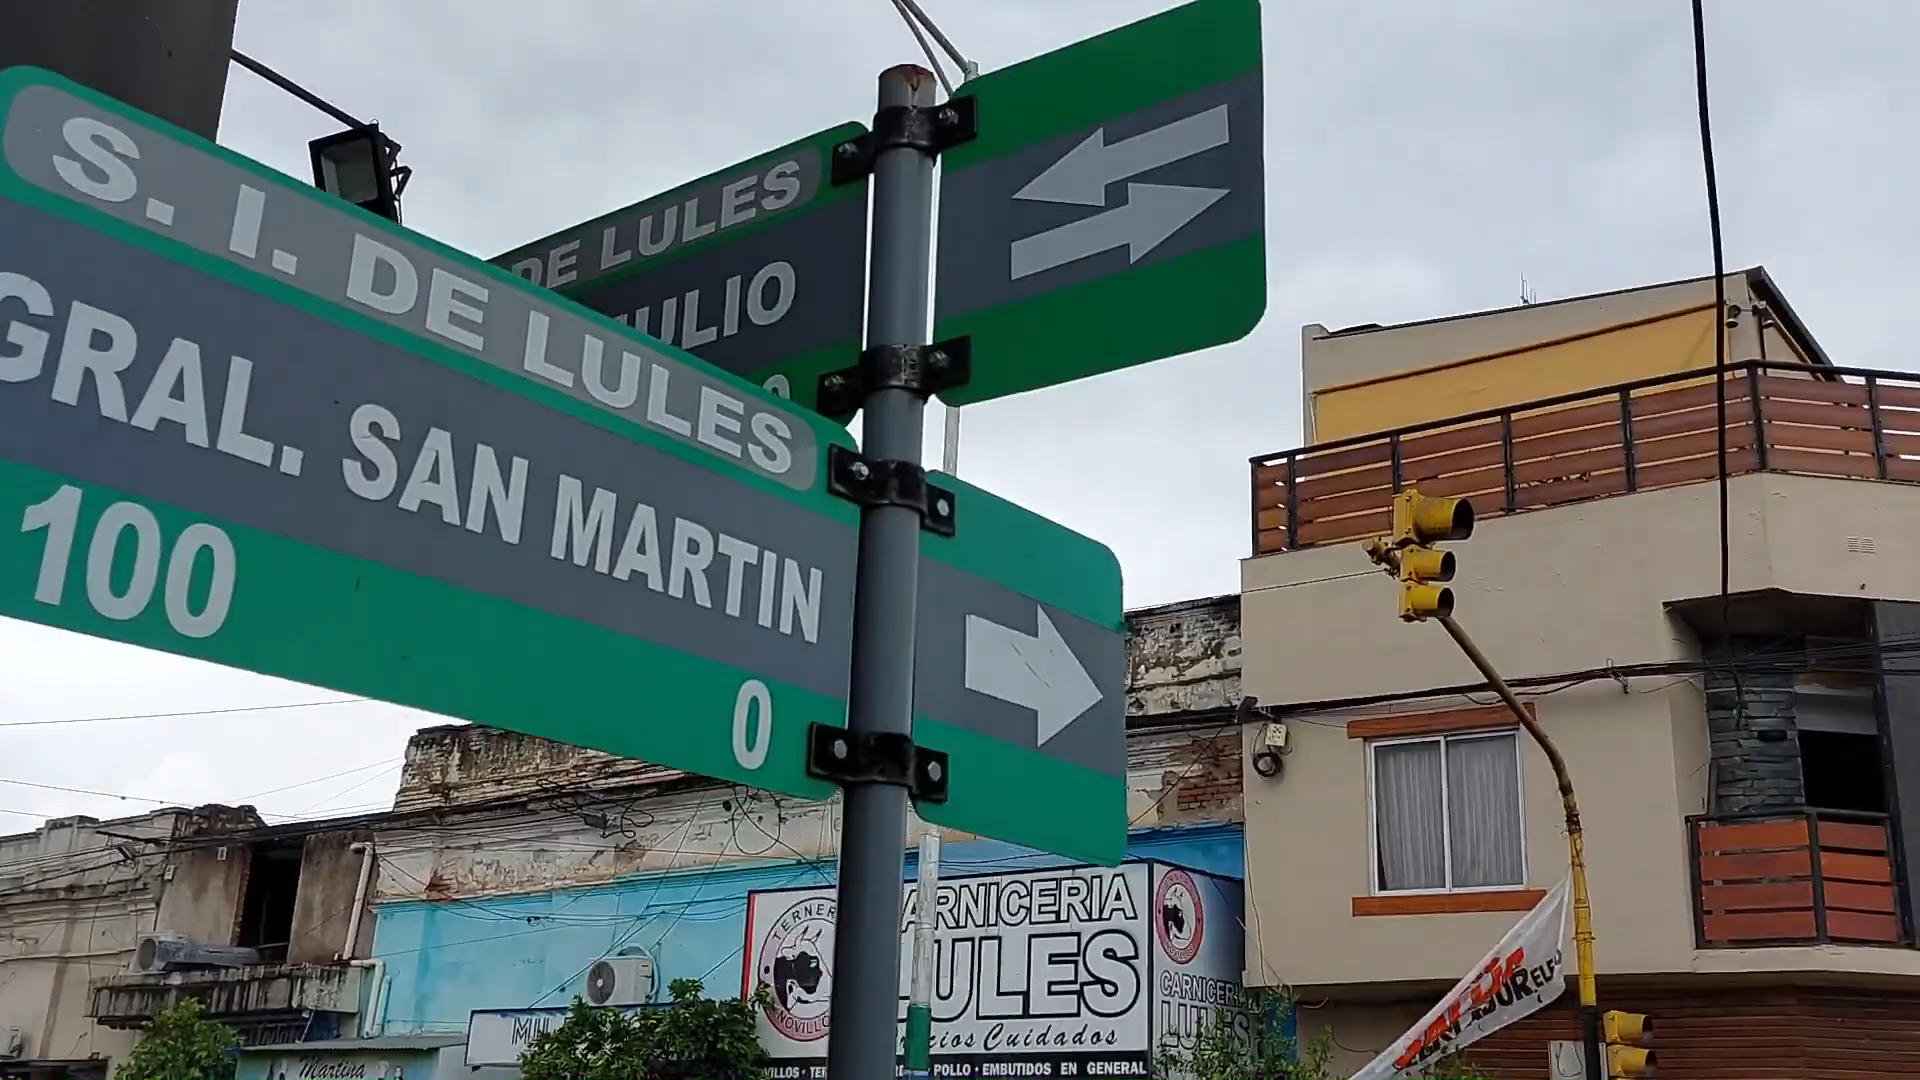 S. I. DE LULES
GRAL. SAN MARTIN
100 0
DE LULES
JULIO
0
TERNERA
NOVILLO
CARNICERIA
LULES
Cuidados
POLLO · EMBUTIDOS EN GENERAL
CARNICERIA
LULES
Martina